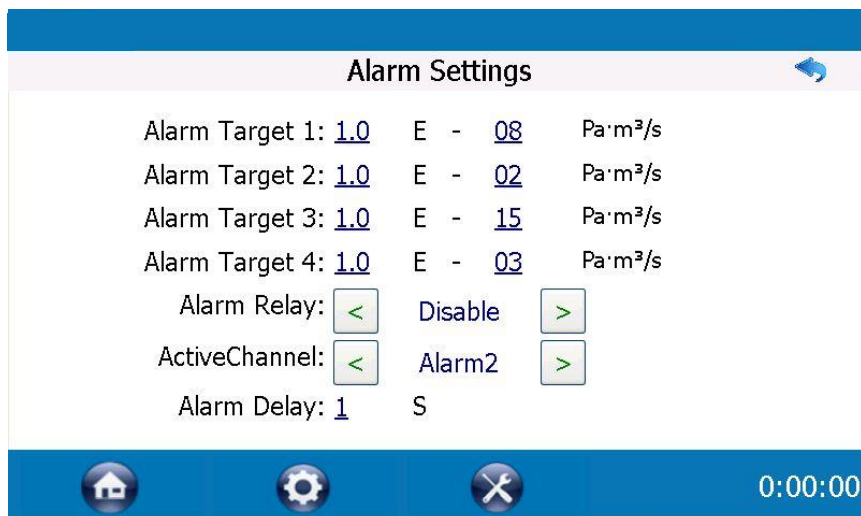 Alarm Settings
Alarm Target 1: 1.0 E - 08 Pa·m³/s
Alarm Target 2: 1.0 E - 02 Pa·m³/s
Alarm Target 3: 1.0 E - 15 Pa·m³/s
Alarm Target 4: 1.0 E - 03 Pa·m³/s
Alarm Relay: < Disable >
ActiveChannel: < Alarm2 >
Alarm Delay: 1 S
0:00:00